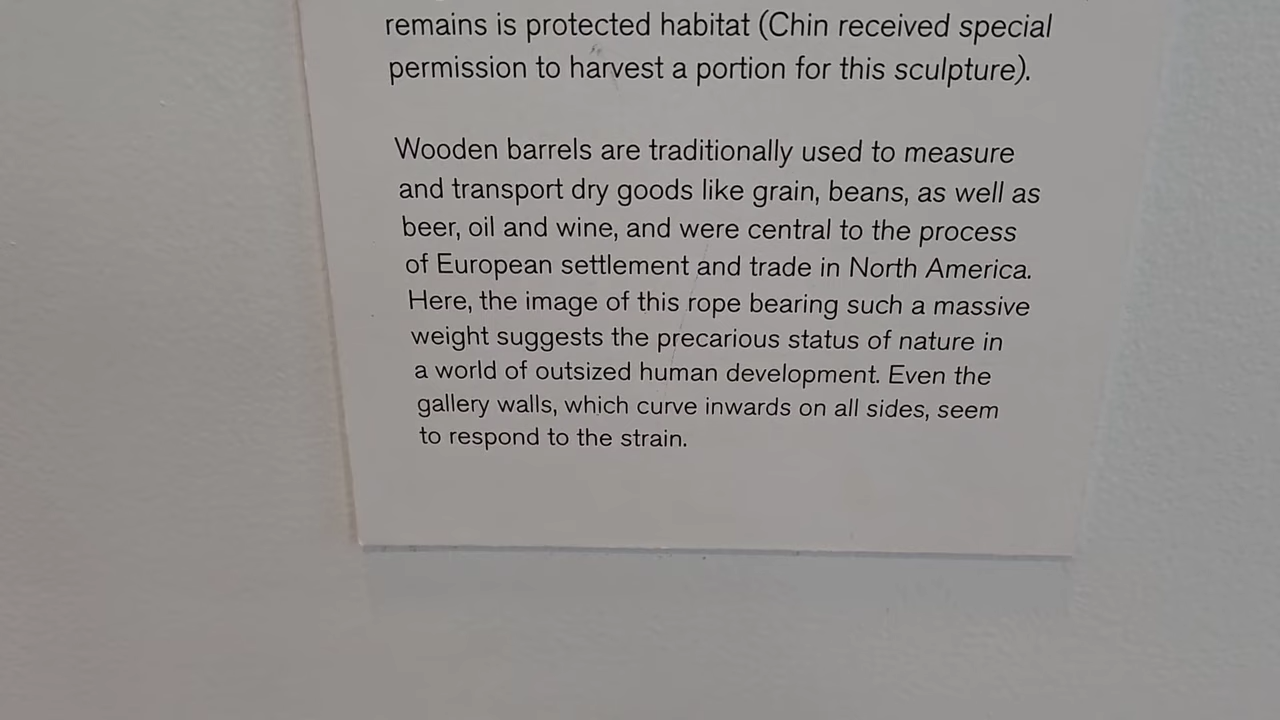 remains is protected habitat (Chin received special
permission to harvest a portion for this sculpture).
Wooden barrels are traditionally used to measure
and transport dry goods like grain, beans, as well as
beer, oil and wine, and were central to the process
of European settlement and trade in North America.
Here, the image of this rope bearing such a massive
weight suggests the precarious status of nature in
a world of outsized human development. Even the
gallery walls, which curve inwards on all sides, seem
to respond to the strain.